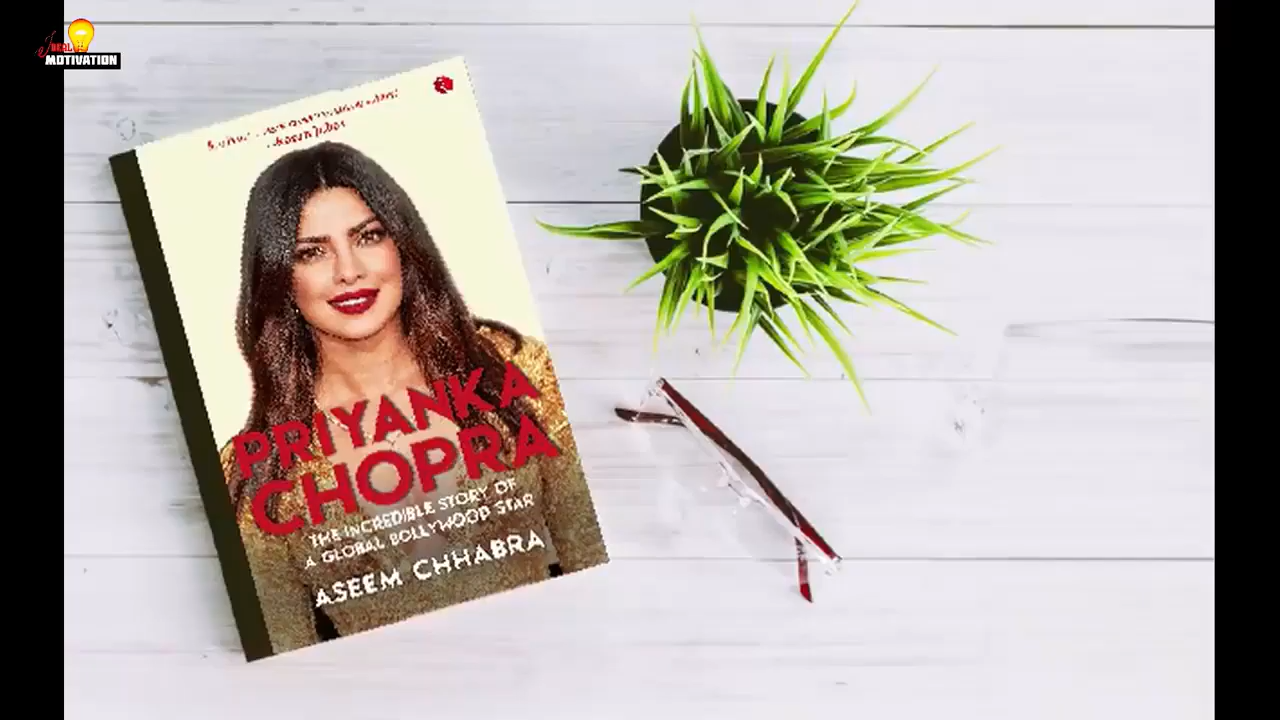 MOTIVATION
PRIYANKA
CHOPRA
THE INCREDIBLE STORY OF
A GLOBAL BOLLYWOOD STAR
ASEEM CHHABRA